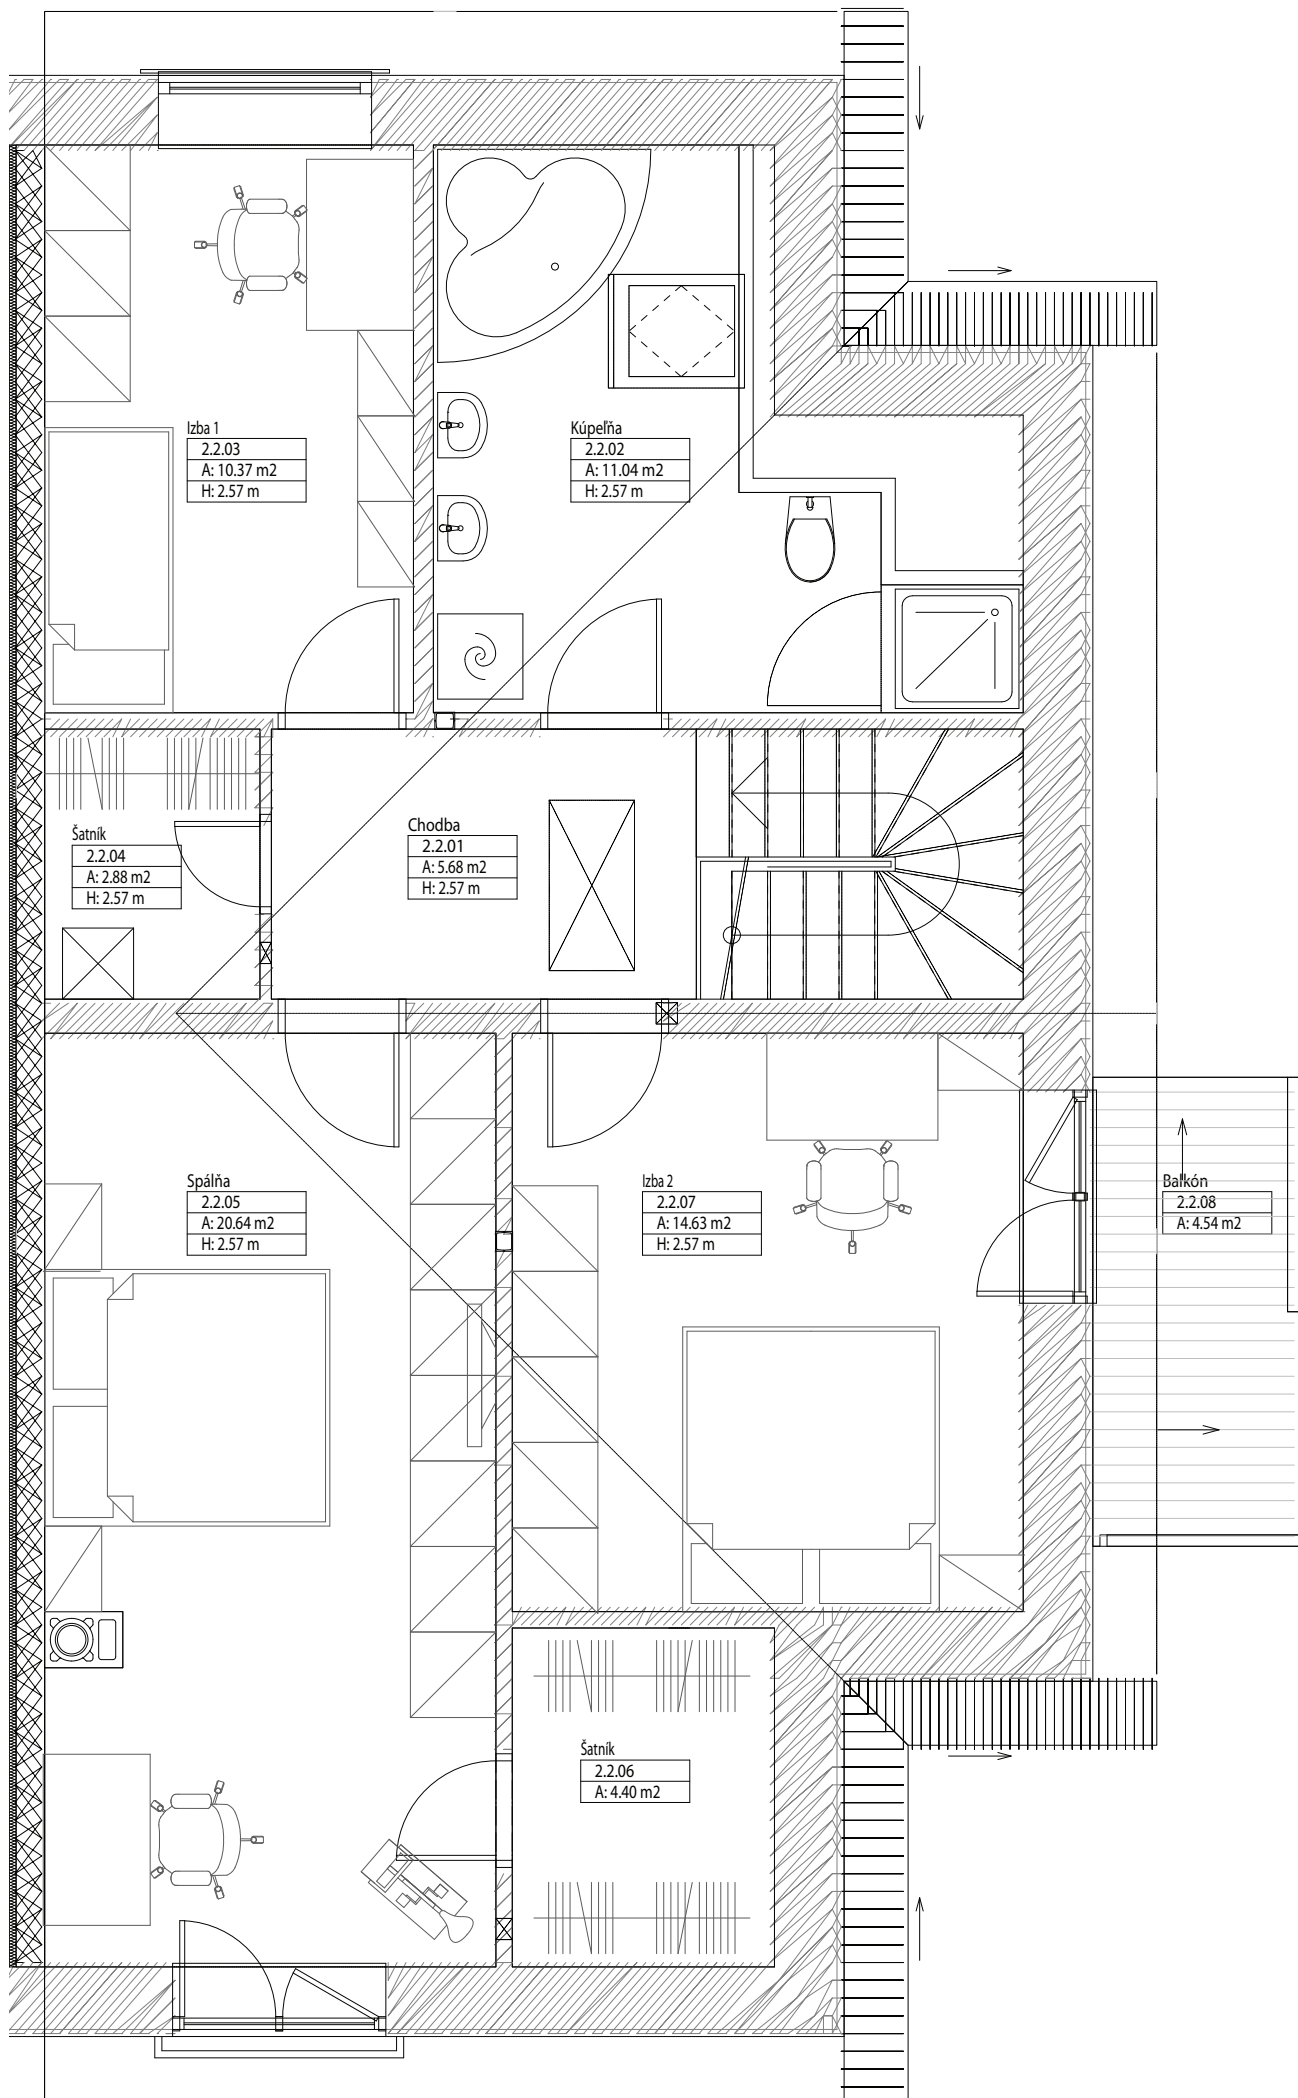 Izba 1
2.2.03
A: 10.37 m2
H: 2.57 m
Kúpeľňa
2.2.02
A: 11.04 m2
H: 2.57 m
Šatník
2.2.04
A: 2.88 m2
H: 2.57 m
Chodba
2.2.01
A: 5.68 m2
H: 2.57 m
Spálňa
2.2.05
A: 20.64 m2
H: 2.57 m
Izba 2
2.2.07
A: 14.63 m2
H: 2.57 m
Balkón
2.2.08
A: 4.54 m2
Šatník
2.2.06
A: 4.40 m2